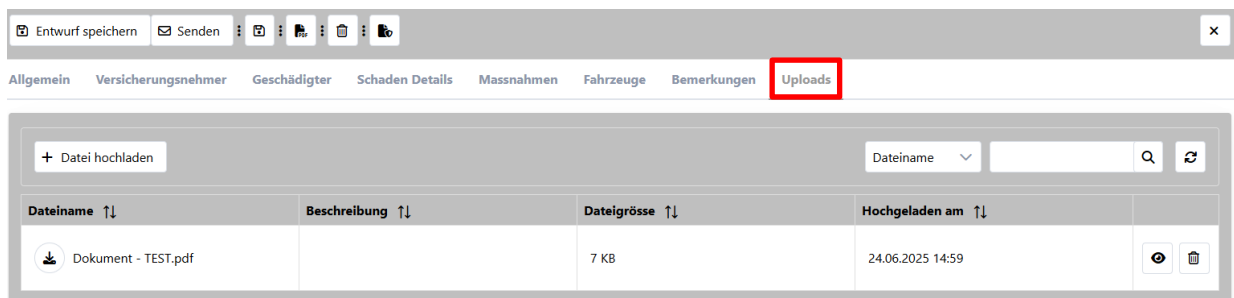 Entwurf speichern Senden PDF
Allgemein Versicherungsnehmer Geschädigter Schaden Details Massnahmen Fahrzeuge Bemerkungen Uploads
+ Datei hochladen Dateiname
Dateiname Beschreibung Dateigrösse Hochgeladen am
Dokument - TEST.pdf 7 KB 24.06.2025 14:59